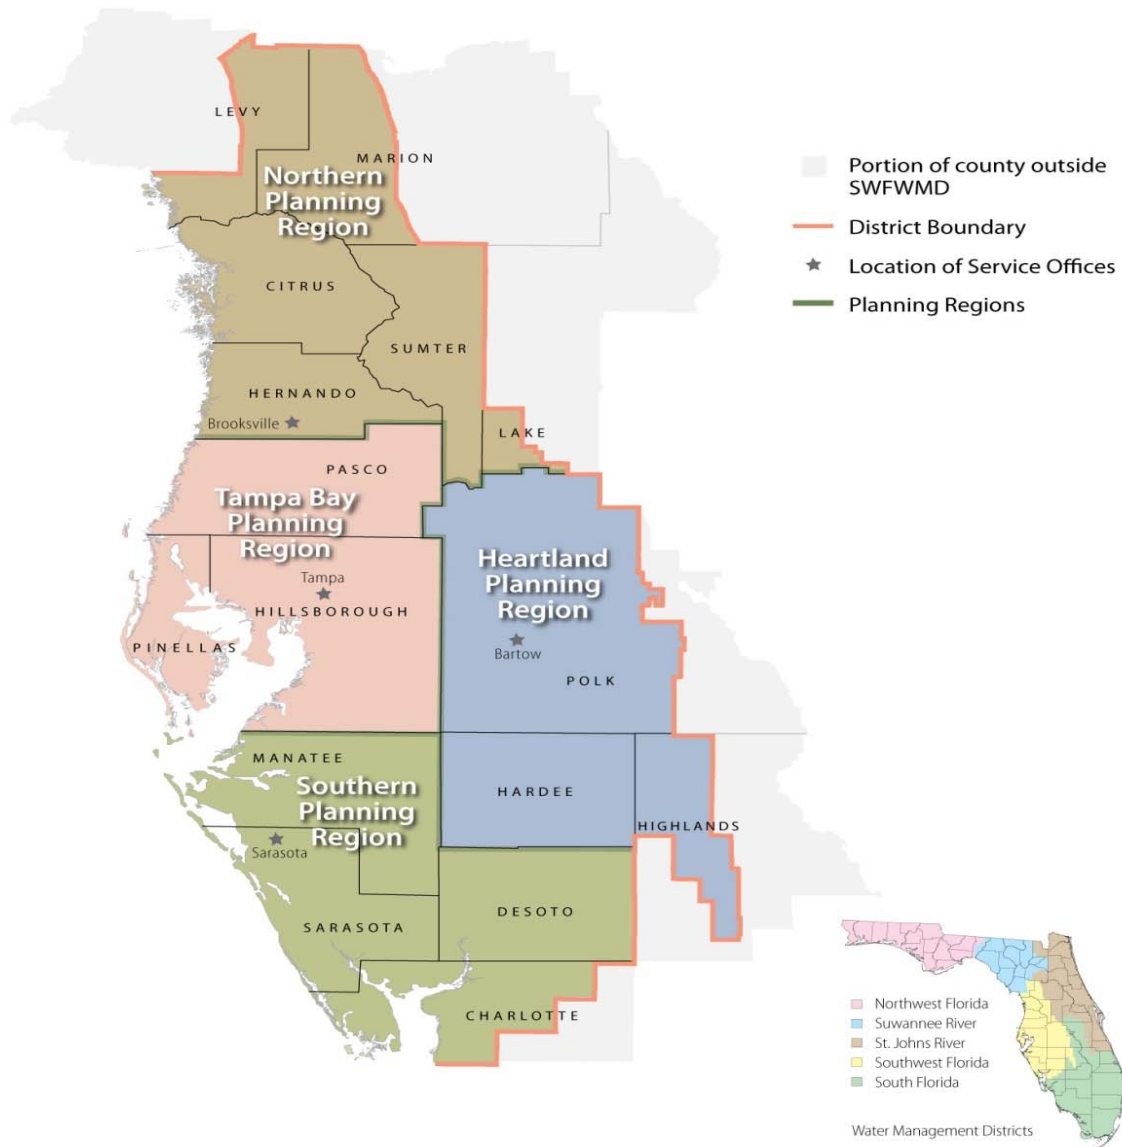 LEVY
MARION
Northern
Planning
Region
CITRUS
SUMTER
HERNANDO
Brooksville
LAKE
PASCO
Tampa Bay
Planning
Region
Tampa
HILLSBOROUGH
PINELLAS
Heartland
Planning
Region
Bartow
POLK
MANATEE
Southern
Planning
Region
HARDEE
HIGHLANDS
Sarasota
SARASOTA
DESOTO
CHARLOTTE
Portion of county outside
SWFWMD
District Boundary
Location of Service Offices
Planning Regions
Northwest Florida
Suwannee River
St. Johns River
Southwest Florida
South Florida
Water Management Districts